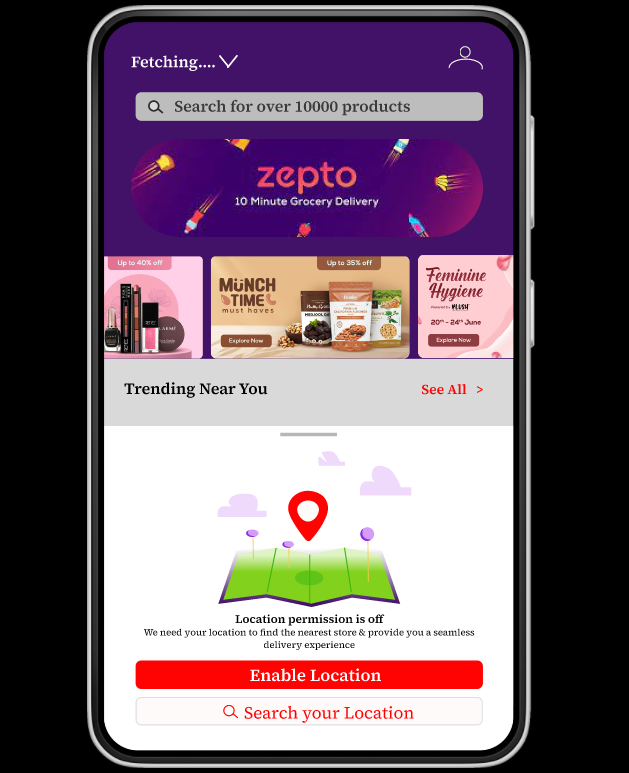 Fetching....
Search for over 10000 products
zepto
10 Minute Grocery Delivery
Up to 40% off
Up to 35% off
MUNCH
TIME
must haves
Explore Now
Feminine
Hygiene
Powered by PLUSH
20th - 24th June
Explore Now
Trending Near You
See All >
Location permission is off
We need your location to find the nearest store & provide you a seamless
delivery experience
Enable Location
Search your Location